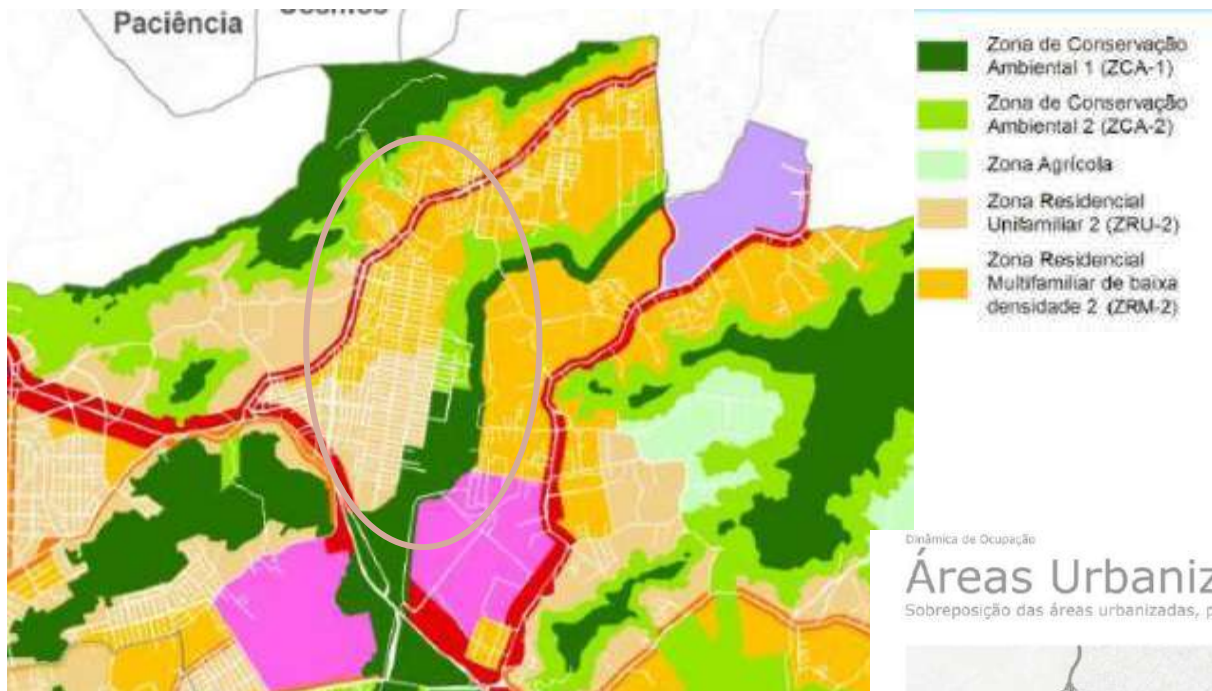 Paciência
Zona de Conservação
Ambiental 1 (ZCA-1)
Zona de Conservação
Ambiental 2 (ZCA-2)
Zona Agrícola
Zona Residencial
Unifamiliar 2 (ZRU-2)
Zona Residencial
Multifamiliar de baixa
densidade 2 (ZRM-2)
Dinâmica de Ocupação
Áreas Urbaniz
Sobreposição das áreas urbanizadas, p